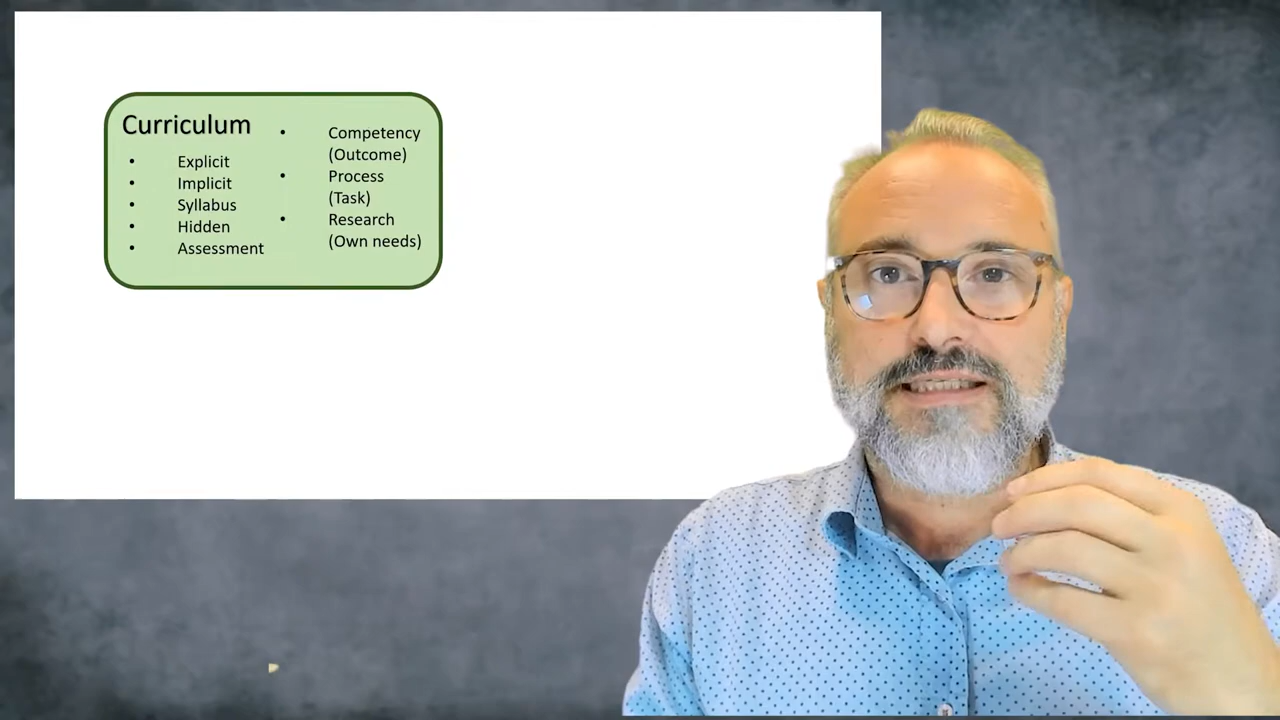 Curriculum
• Explicit
• Implicit
• Syllabus
• Hidden
• Assessment
• Competency
(Outcome)
• Process
(Task)
• Research
(Own needs)